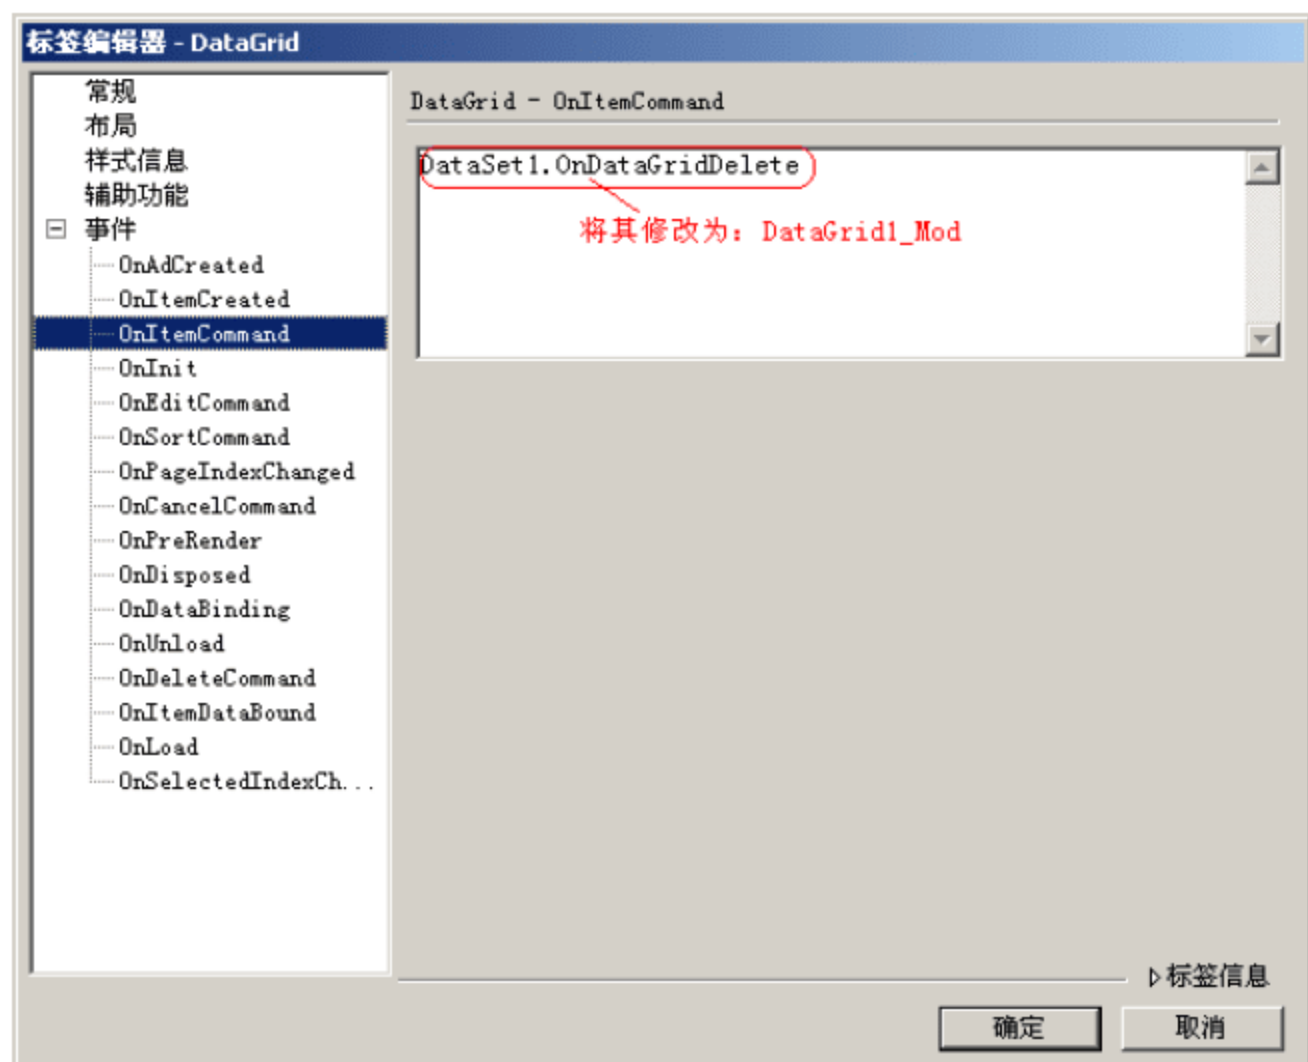 标签编辑器 - DataGrid
常规
布局
样式信息
辅助功能
事件
OnAdCreated
OnItemCreated
OnItemCommand
OnInit
OnEditCommand
OnSortCommand
OnPageIndexChanged
OnCancelCommand
OnPreRender
OnDisposed
OnDataBinding
OnUnload
OnDeleteCommand
OnItemDataBound
OnLoad
OnSelectedIndexCh...
DataGrid - OnItemCommand
DataSet1.OnDataGridDelete
将其修改为：DataGrid1_Mod
标签信息
确定
取消